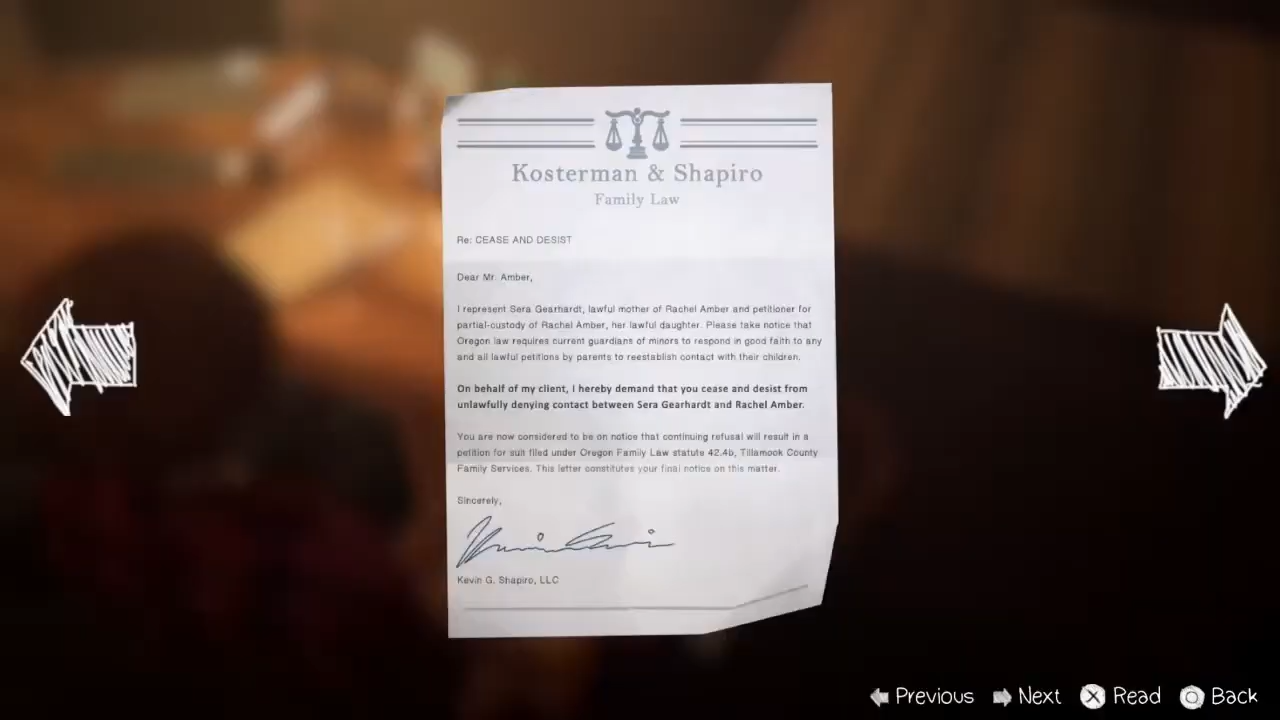 Kosterman & Shapiro
Family Law
Re: CEASE AND DESIST
Dear Mr. Amber,
I represent Sera Gearhardt, lawful mother of Rachel Amber and petitioner for
partial-custody of Rachel Amber, her lawful daughter. Please take notice that
Oregon law requires current guardians of minors to respond in good faith to any
and all lawful petitions by parents to reestablish contact with their children.
On behalf of my client, I hereby demand that you cease and desist from
unlawfully denying contact between Sera Gearhardt and Rachel Amber.
You are now considered to be on notice that continuing refusal will result in a
petition for suit filed under Oregon Family Law statute 42.4b, Tillamook County
Family Services. This letter constitutes your final notice on this matter.
Sincerely,
Kevin G. Shapiro, LLC
Previous Next Read Back